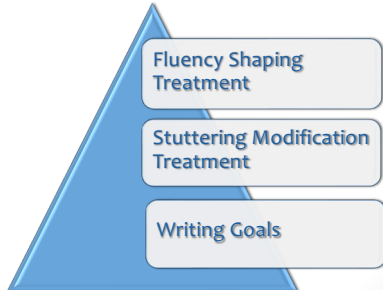 Fluency Shaping
Treatment
Stuttering Modification
Treatment
Writing Goals